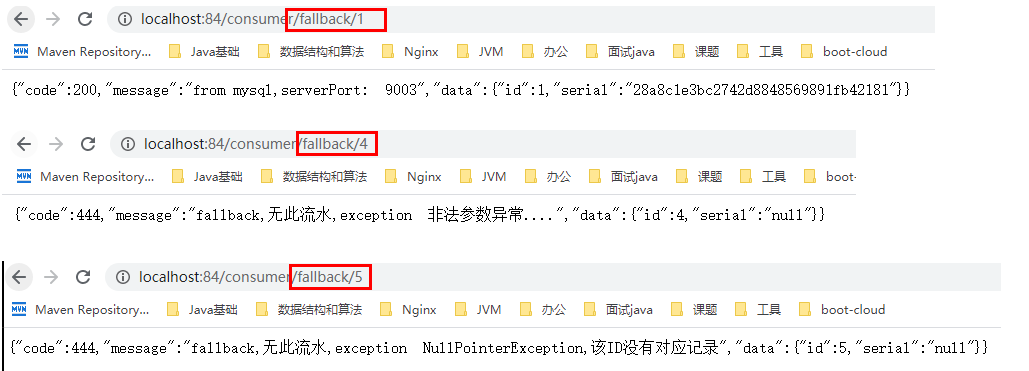 localhost:84/consumer/fallback/1
Maven Repository... Java基础 数据结构和算法 Nginx JVM 办公 面试java 课题 工具 boot-cloud
{"code":200,"message":"from mysql,serverPort:  9003","data":{"id":1,"serial":"28a8c1e3bc2742d8848569891fb42181"}}
localhost:84/consumer/fallback/4
Maven Repository... Java基础 数据结构和算法 Nginx JVM 办公 面试java 课题 工具 boot-
{"code":444,"message":"fallback,无此流水,exception  非法参数异常....","data":{"id":4,"serial":"null"}}
localhost:84/consumer/fallback/5
Maven Repository... Java基础 数据结构和算法 Nginx JVM 办公 面试java 课题 工具 boot-cloud
{"code":444,"message":"fallback,无此流水,exception  NullPointerException,该ID没有对应记录","data":{"id":5,"serial":"null"}}